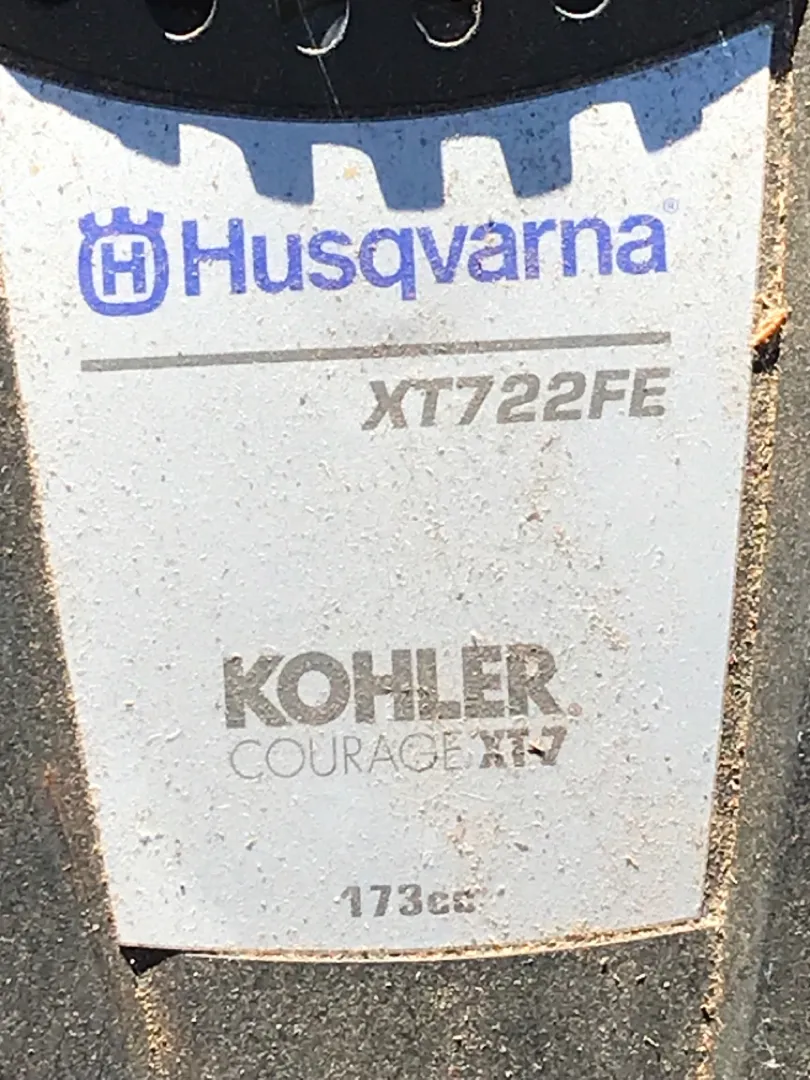 H Husqvarna®
XT722FE
KOHLER®
COURAGE XT-7
173cc